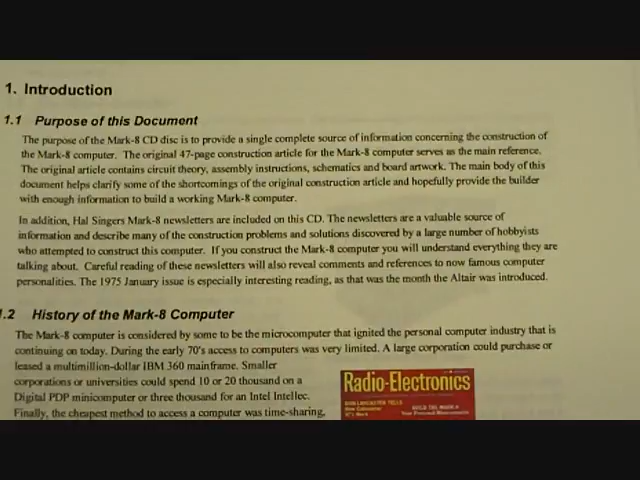 1. Introduction
1.1 Purpose of this Document
The purpose of the Mark-8 CD disc is to provide a single complete source of information concerning the construction of
the Mark-8 computer. The original 47-page construction article for the Mark-8 computer serves as the main reference.
The original article contains circuit theory, assembly instructions, schematics and board artwork. The main body of this
document helps clarify some of the shortcomings of the original construction article and hopefully provide the builder
with enough information to build a working Mark-8 computer.
In addition, Hal Singers Mark-8 newsletters are included on this CD. The newsletters are a valuable source of
information and describe many of the construction problems and solutions discovered by a large number of hobbyists
who attempted to construct this computer. If you construct the Mark-8 computer you will understand everything they are
talking about. Careful reading of these newsletters will also reveal comments and references to now famous computer
personalities. The 1975 January issue is especially interesting reading, as that was the month the Altair was introduced.
1.2 History of the Mark-8 Computer
The Mark-8 computer is considered by some to be the microcomputer that ignited the personal computer industry that is
continuing on today. During the early 70's access to computers was very limited. A large corporation could purchase or
leased a multimillion-dollar IBM 360 mainframe. Smaller
corporations or universities could spend 10 or 20 thousand on a
Digital PDP minicomputer or three thousand for an Intel Intellec.
Finally, the cheapest method to access a computer was time-sharing,
Radio-Electronics
BUILD THE MARK-8